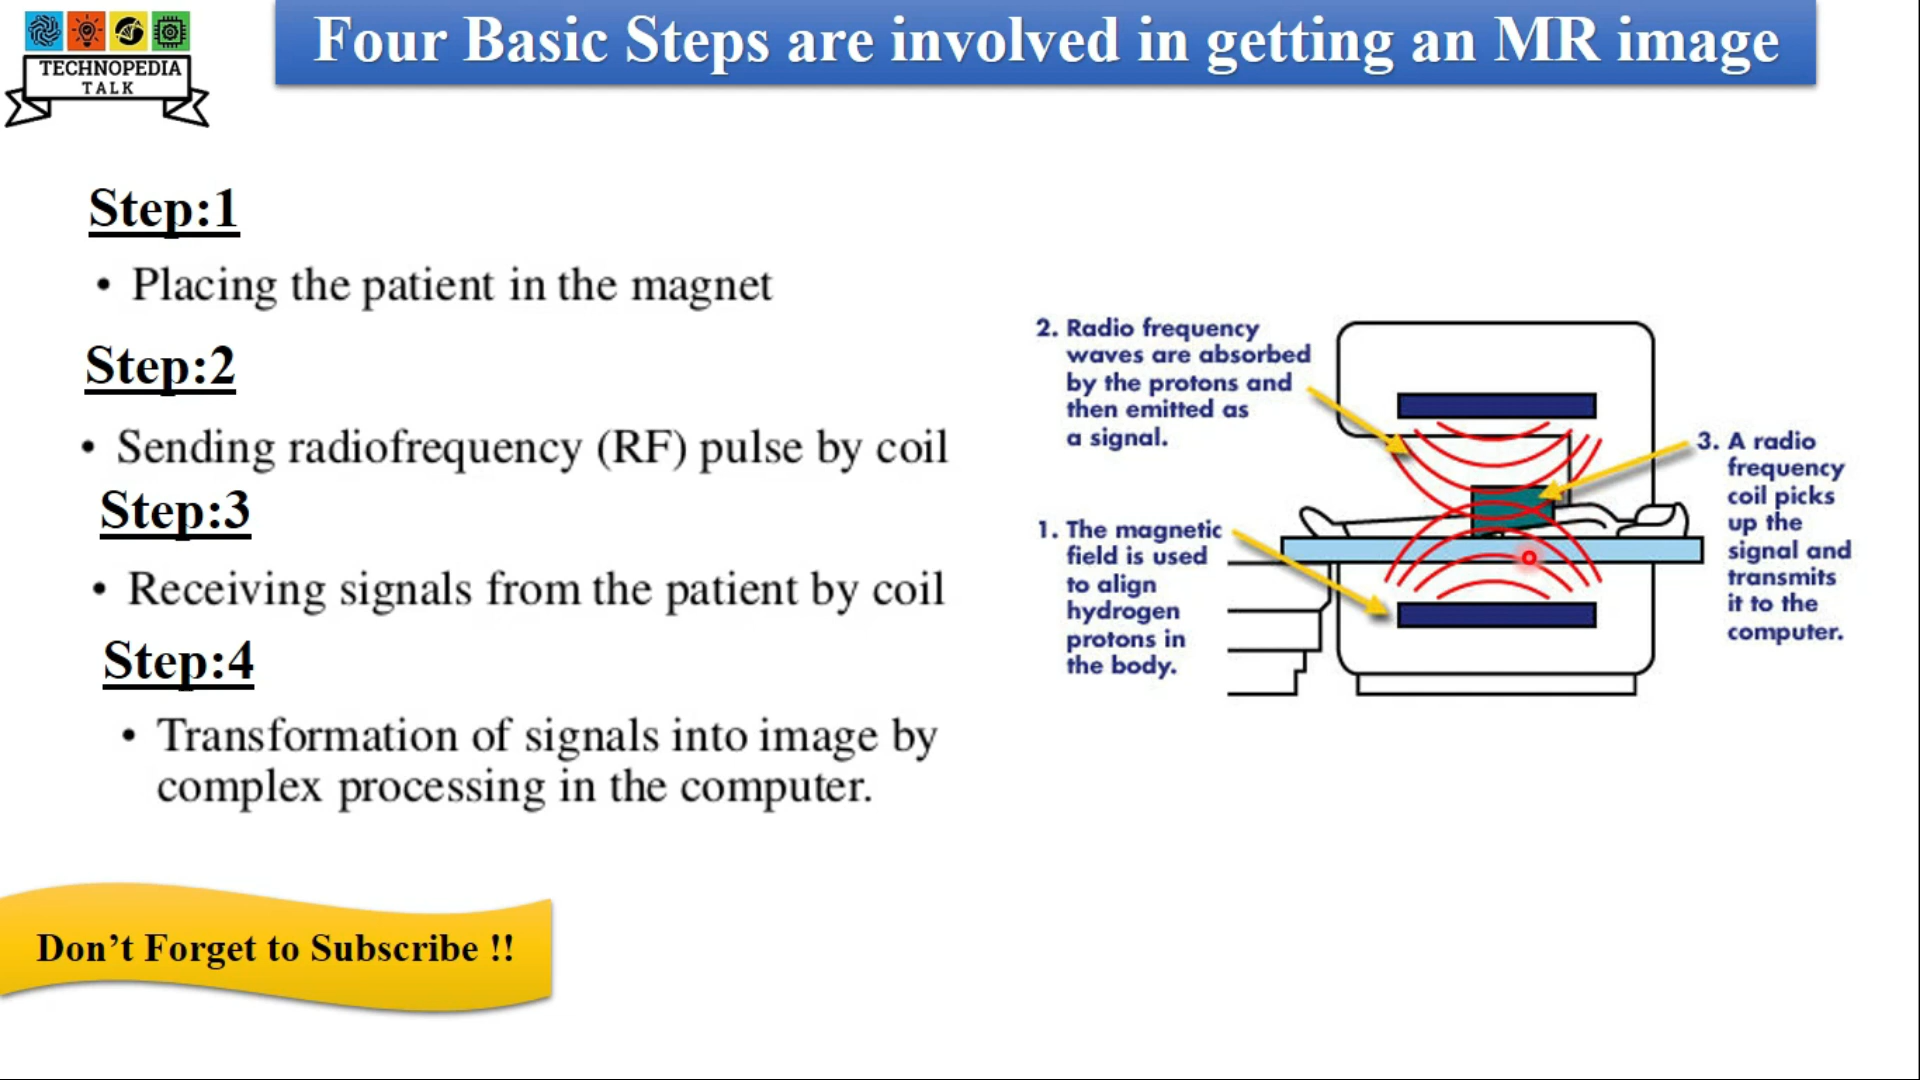 TECHNOPEDIA
TALK
Four Basic Steps are involved in getting an MR image
Step:1
• Placing the patient in the magnet
Step:2
• Sending radiofrequency (RF) pulse by coil
Step:3
• Receiving signals from the patient by coil
Step:4
• Transformation of signals into image by
complex processing in the computer.
2. Radio frequency
waves are absorbed
by the protons and
then emitted as
a signal.
1. The magnetic
field is used
to align
hydrogen
protons in
the body.
3. A radio
frequency
coil picks
up the
signal and
transmits
it to the
computer.
Don’t Forget to Subscribe !!